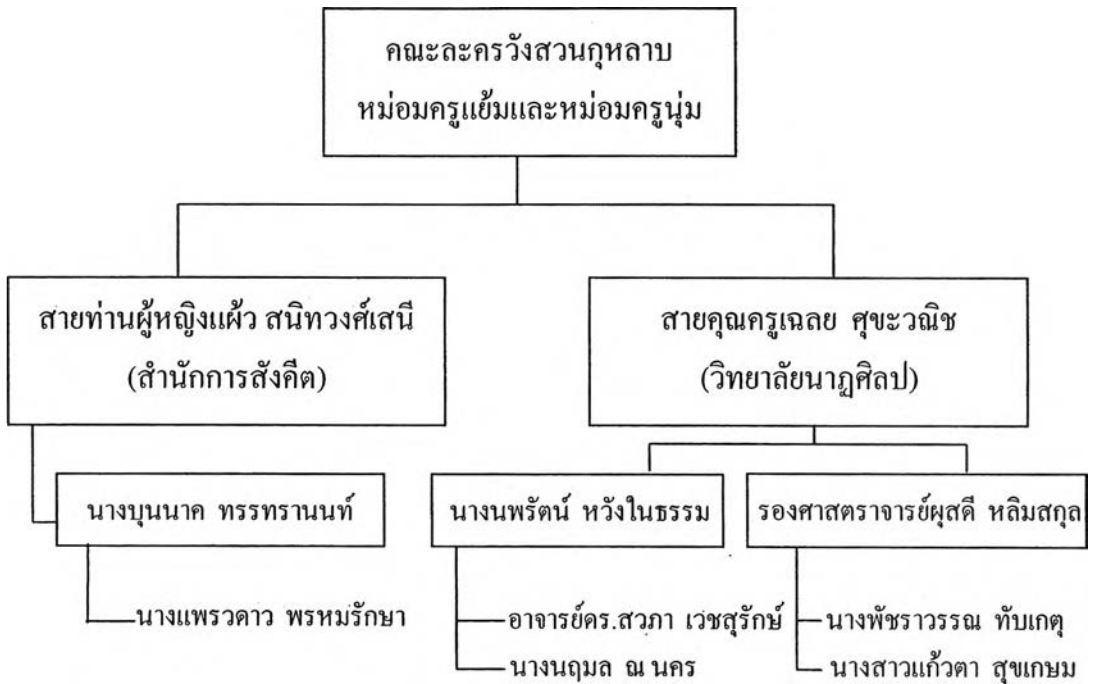 คณะละครวังสวนกุหลาบ
หม่อมครูแย้มและหม่อมครูนุ่ม
สายท่านผู้หญิงแผ้ว สนิทวงศ์เสนี
(สำนักการสังคีต)
สายคุณครูเฉลย ศุขะวณิช
(วิทยาลัยนาฏศิลป)
นางบุนนาค ทรรทรานนท์
นางนพรัตน์ หวังในธรรม
รองศาสตราจารย์ผุสดี หลิมสกุล
นางแพรวดาว พรหมรักษา
อาจารย์ดร.สวภา เวชสุรักษ์
นางนฤมล ณ นคร
นางพัชราวรรณ ทับเกตุ
นางสาวแก้วตา สุขเกษม